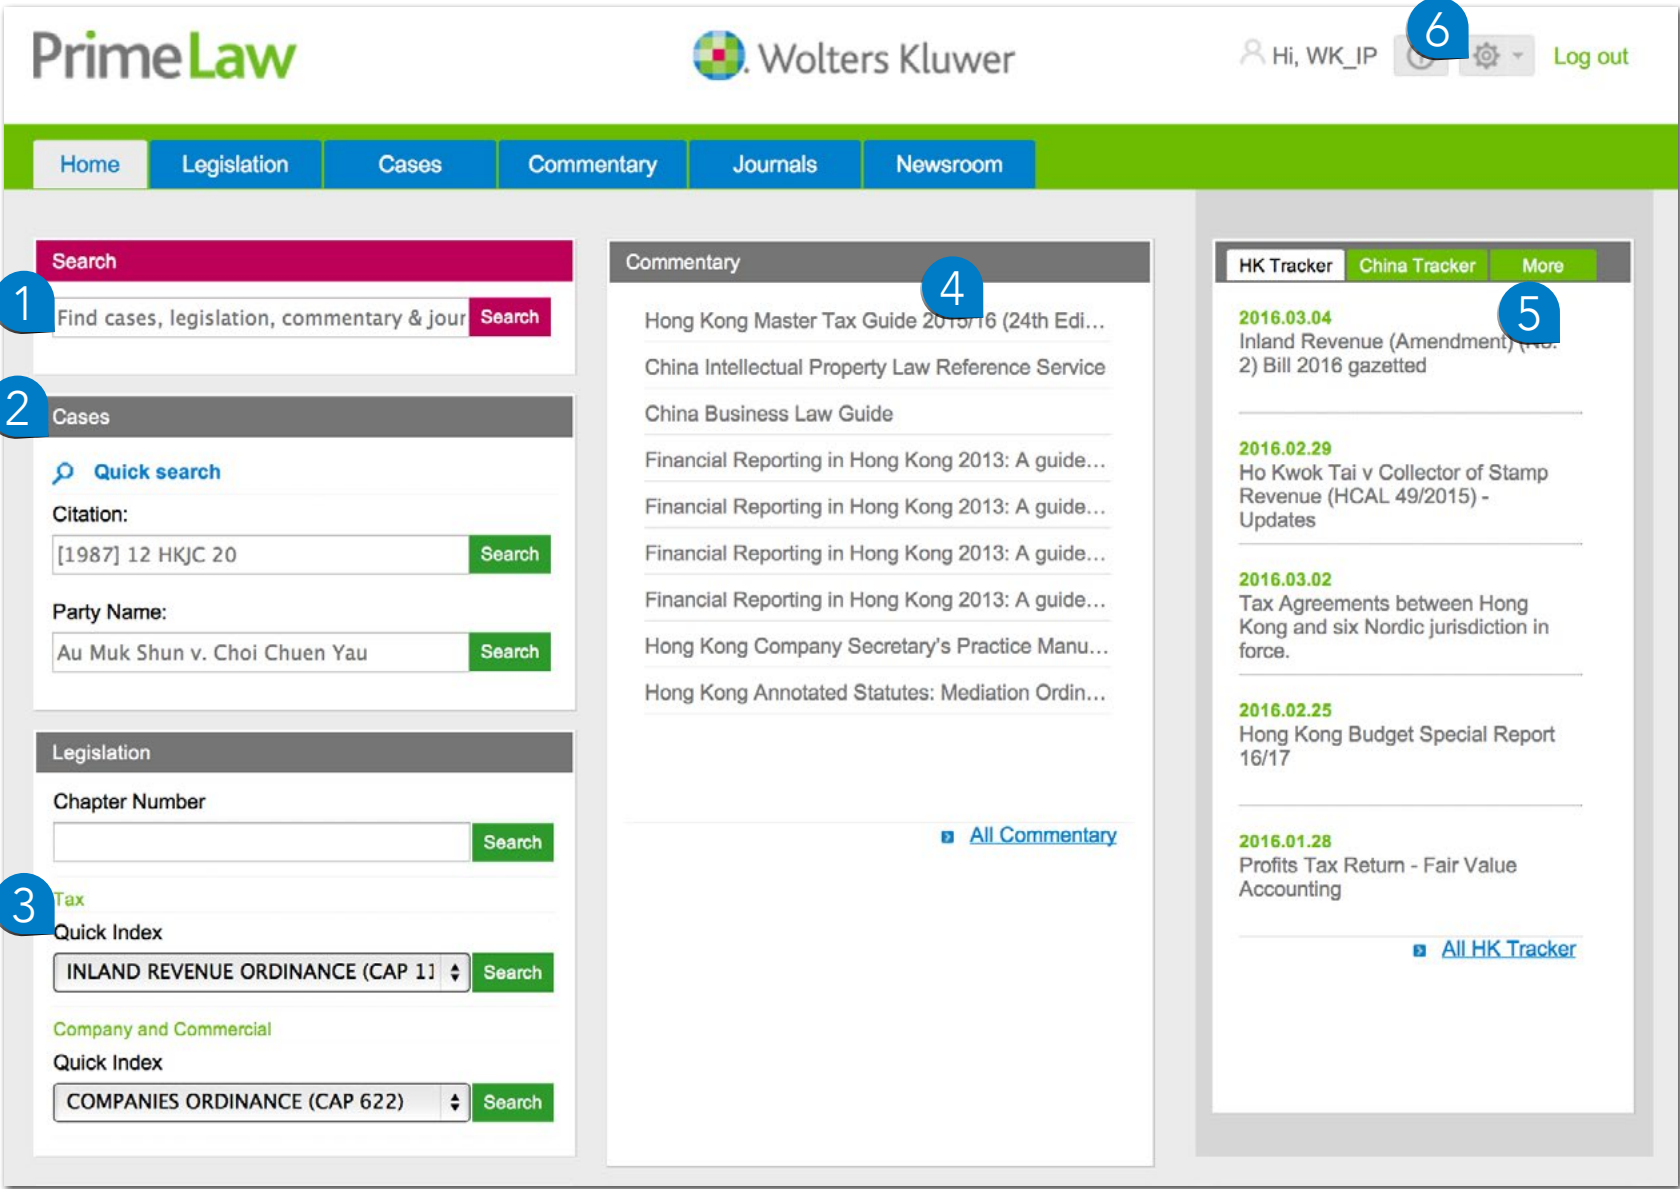 PrimeLaw
Wolters Kluwer
Hi, WK_IP
6
Log out
Home
Legislation
Cases
Commentary
Journals
Newsroom
1
Search
Find cases, legislation, commentary & jour
Search
2
Cases
Quick search
Citation:
[1987] 12 HKJC 20
Search
Party Name:
Au Muk Shun v. Choi Chuen Yau
Search
Legislation
Chapter Number
Search
3
Tax
Quick Index
INLAND REVENUE ORDINANCE (CAP 11
Search
Company and Commercial
Quick Index
COMPANIES ORDINANCE (CAP 622)
Search
Commentary
4
Hong Kong Master Tax Guide 2015/16 (24th Edi...
China Intellectual Property Law Reference Service
China Business Law Guide
Financial Reporting in Hong Kong 2013: A guide...
Financial Reporting in Hong Kong 2013: A guide...
Financial Reporting in Hong Kong 2013: A guide...
Financial Reporting in Hong Kong 2013: A guide...
Hong Kong Company Secretary's Practice Manu...
Hong Kong Annotated Statutes: Mediation Ordin...
All Commentary
HK Tracker
China Tracker
More
5
2016.03.04
Inland Revenue (Amendment) (No.
2) Bill 2016 gazetted
2016.02.29
Ho Kwok Tai v Collector of Stamp
Revenue (HCAL 49/2015) -
Updates
2016.03.02
Tax Agreements between Hong
Kong and six Nordic jurisdiction in
force.
2016.02.25
Hong Kong Budget Special Report
16/17
2016.01.28
Profits Tax Return - Fair Value
Accounting
All HK Tracker